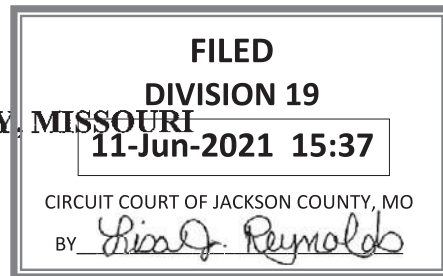 FILED
DIVISION 19
Y, MISSOURI
11-Jun-2021 15:37
CIRCUIT COURT OF JACKSON COUNTY, MO
BY Lisa J. Reynolds